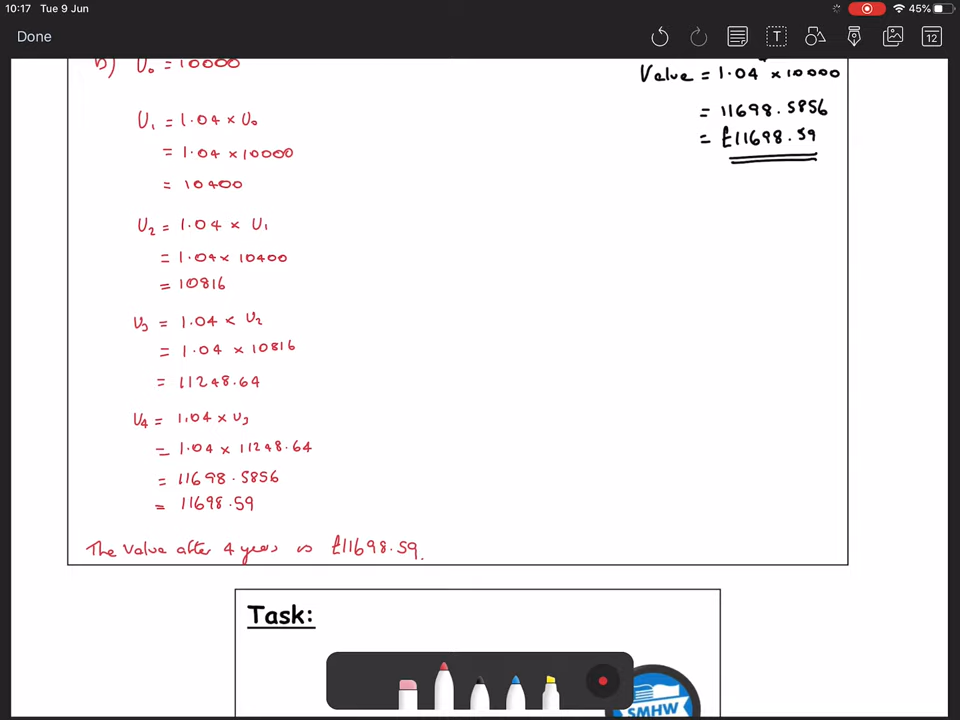 10:17 Tue 9 Jun
45%
Done
T
12
b) U₀ = 10000
U₁ = 1.04 × U₀
= 1.04 × 10000
= 10400
U₂ = 1.04 × U₁
= 1.04 × 10400
= 10816
U₃ = 1.04 × U₂
= 1.04 × 10816
= 11248.64
U₄ = 1.04 × U₃
= 1.04 × 11248.64
= 11698.5856
= 11698.59
The value after 4 years is £11698.59.
Value = 1.04 × 10000
= 11698.5856
= £11698.59
Task:
SMHW